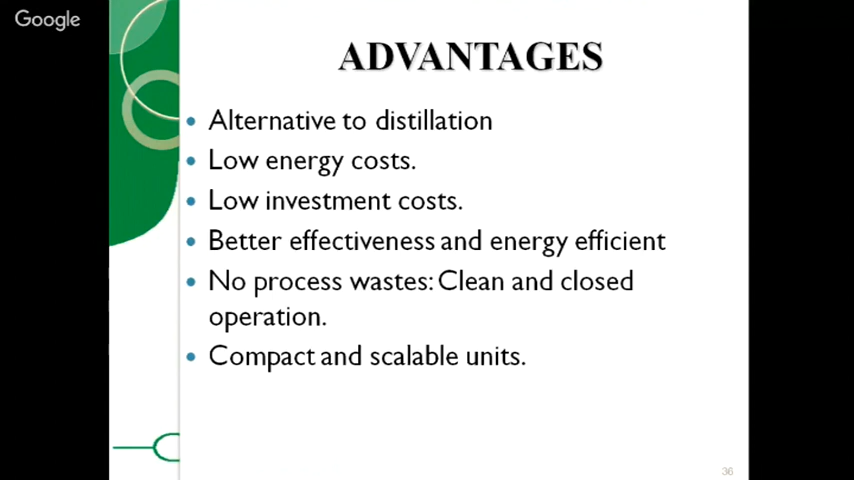 Google
ADVANTAGES
• Alternative to distillation
• Low energy costs.
• Low investment costs.
• Better effectiveness and energy efficient
• No process wastes: Clean and closed
operation.
• Compact and scalable units.
36